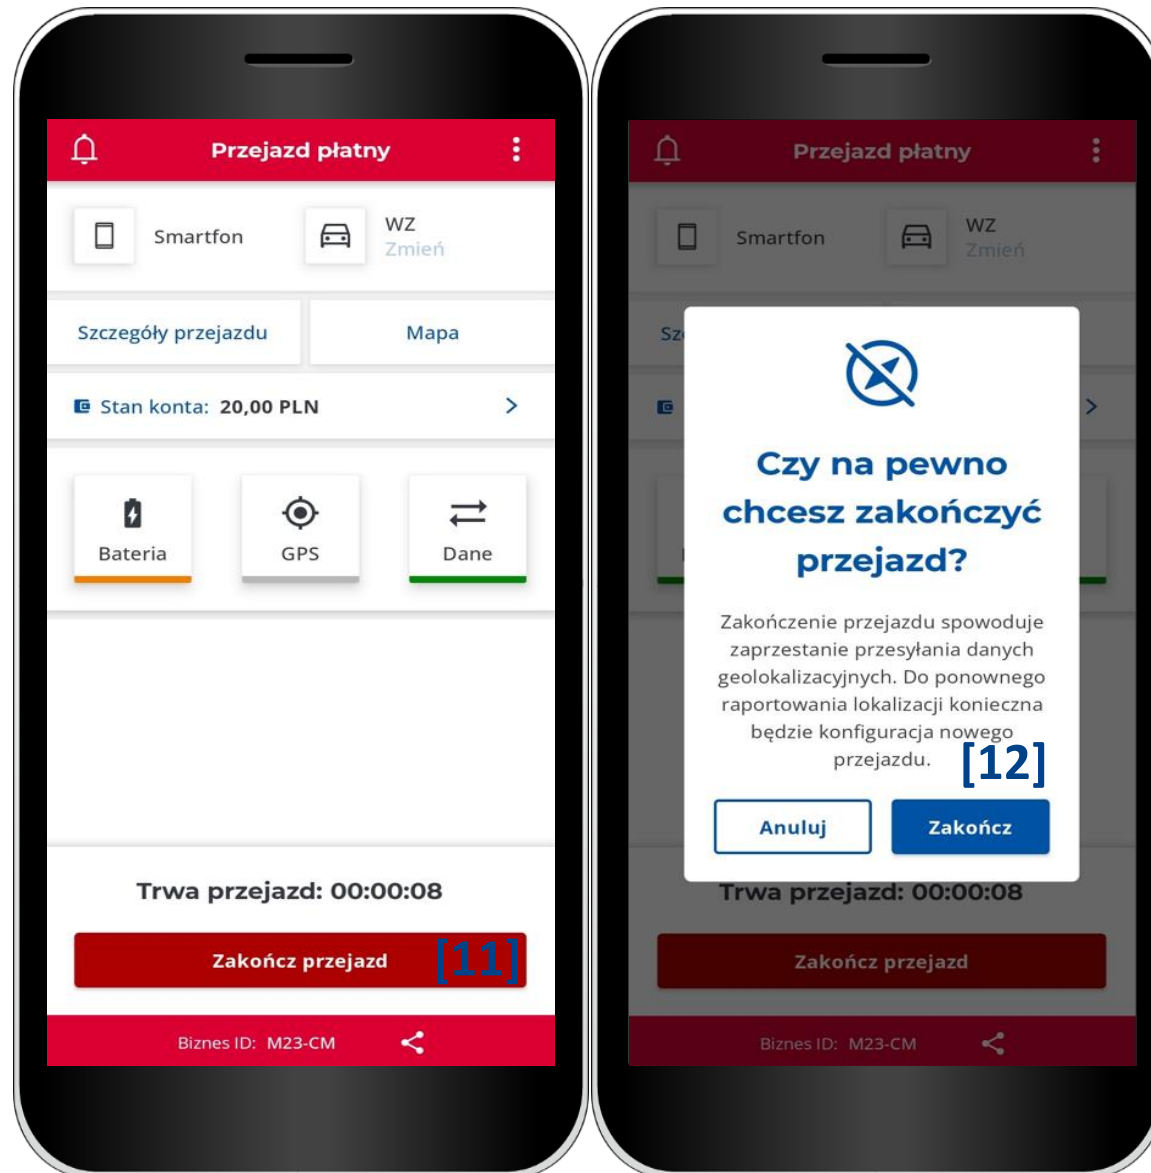 Przejazd płatny
Smartfon
WZ
Zmień
Szczegóły przejazdu
Mapa
Stan konta: 20,00 PLN
Bateria
GPS
Dane
Trwa przejazd: 00:00:08
Zakończ przejazd [11]
Biznes ID: M23-CM
Przejazd płatny
Smartfon
WZ
Zmień
Sz
Czy na pewno
chcesz zakończyć
przejazd?
Zakończenie przejazdu spowoduje
zaprzestanie przesyłania danych
geolokalizacyjnych. Do ponownego
raportowania lokalizacji konieczna
będzie konfiguracja nowego
przejazdu. [12]
Anuluj
Zakończ
Trwa przejazd: 00:00:08
Zakończ przejazd
Biznes ID: M23-CM